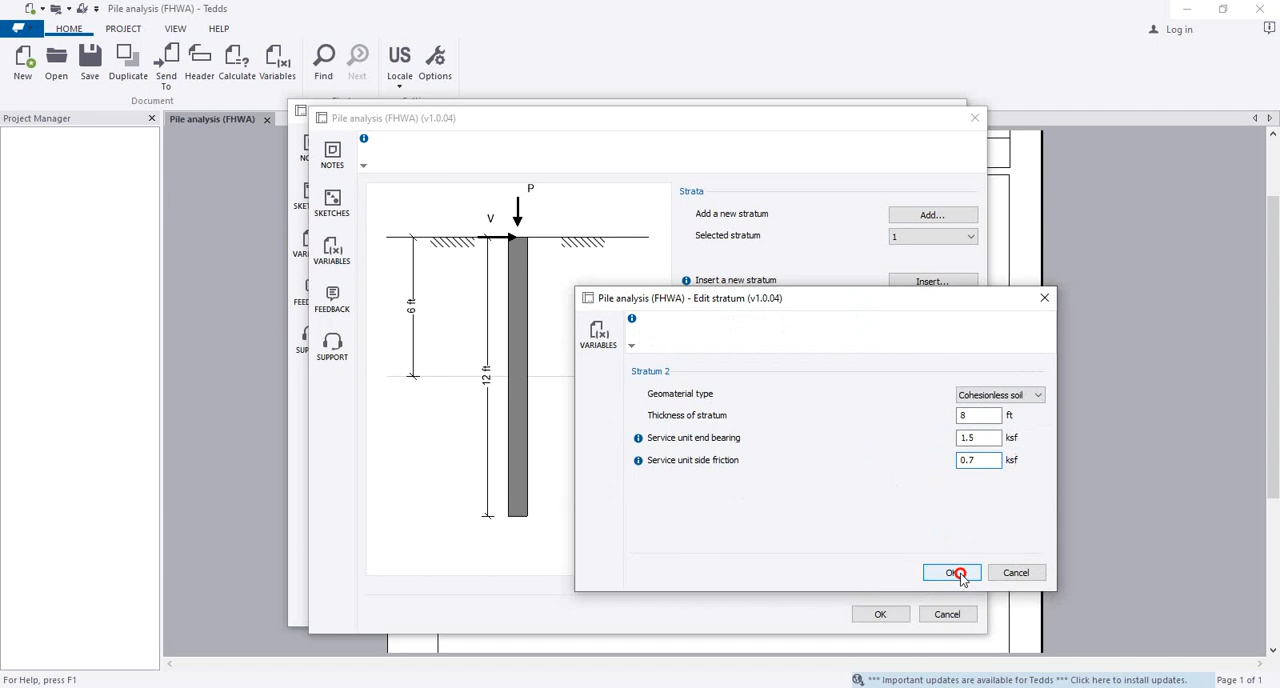 Pile analysis (FHWA) - Tedds
HOME PROJECT VIEW HELP
Log in
New Open Save Duplicate Send To Header Calculate Variables Find Next US Locale Options
Document
Project Manager
Pile analysis (FHWA)
Pile analysis (FHWA) (v1.0.04)
NOTES
SKETCHES
VARIABLES
FEEDBACK
SUPPORT
P
V
6 ft
12 ft
Strata
Add a new stratum Add...
Selected stratum 1
Insert a new stratum Insert...
Pile analysis (FHWA) - Edit stratum (v1.0.04)
VARIABLES
Stratum 2
Geomaterial type Cohesionless soil
Thickness of stratum 8 ft
Service unit end bearing 1.5 ksf
Service unit side friction 0.7 ksf
OK Cancel
OK Cancel
For Help, press F1
*** Important updates are available for Tedds *** Click here to install updates.
Page 1 of 1